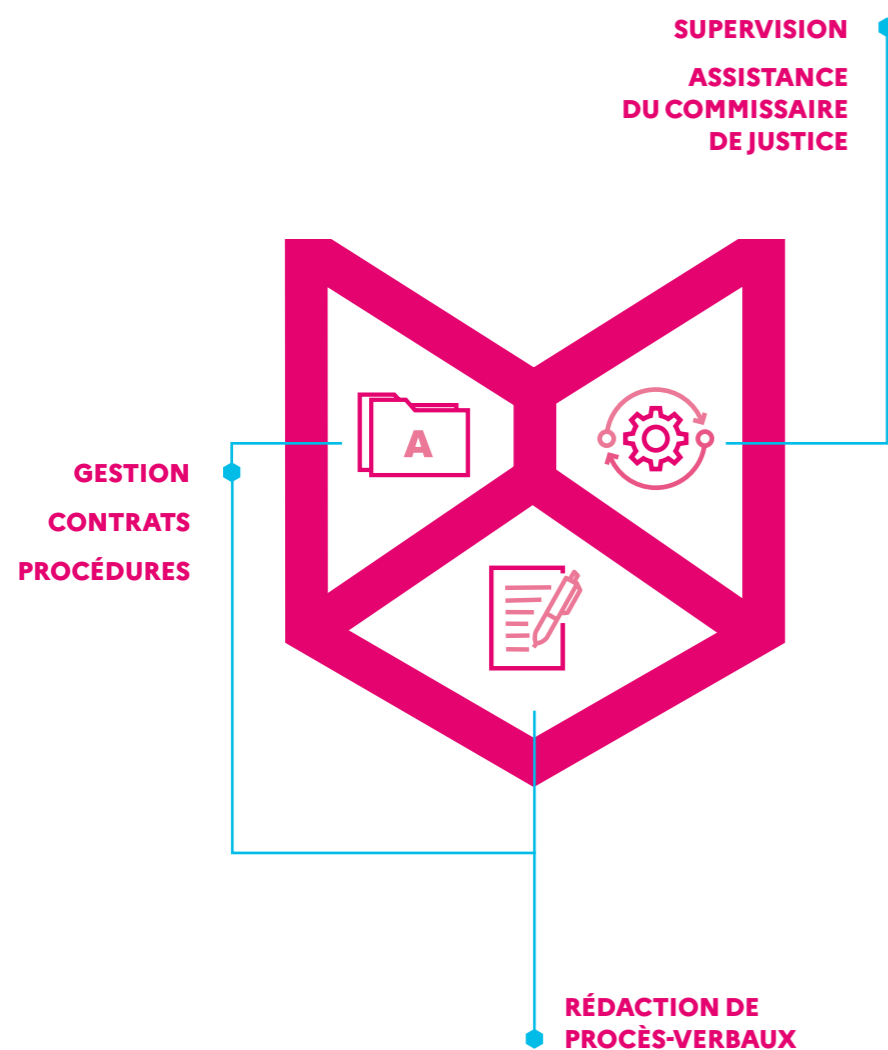 SUPERVISION
ASSISTANCE
DU COMMISSAIRE
DE JUSTICE
A
GESTION
CONTRATS
PROCÉDURES
RÉDACTION DE
PROCÈS-VERBAUX